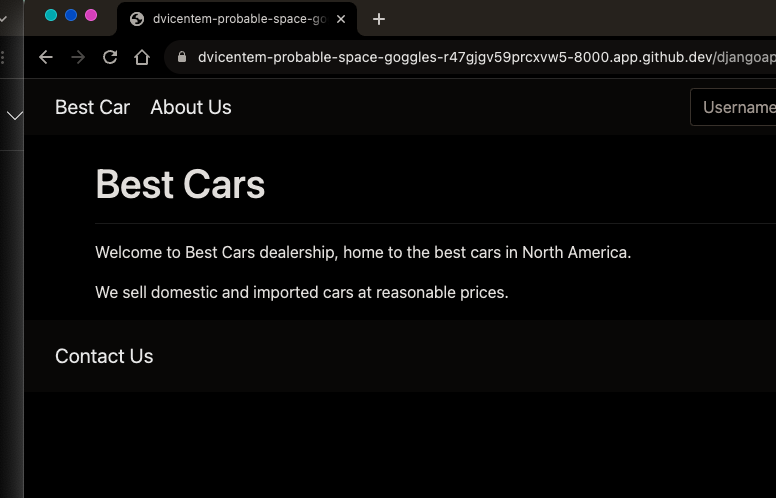 dvicentem-probable-space-go
dvicentem-probable-space-goggles-r47gjgv59prcxvw5-8000.app.github.dev/djangoap
Best Car About Us Username
Best Cars
Welcome to Best Cars dealership, home to the best cars in North America.
We sell domestic and imported cars at reasonable prices.
Contact Us